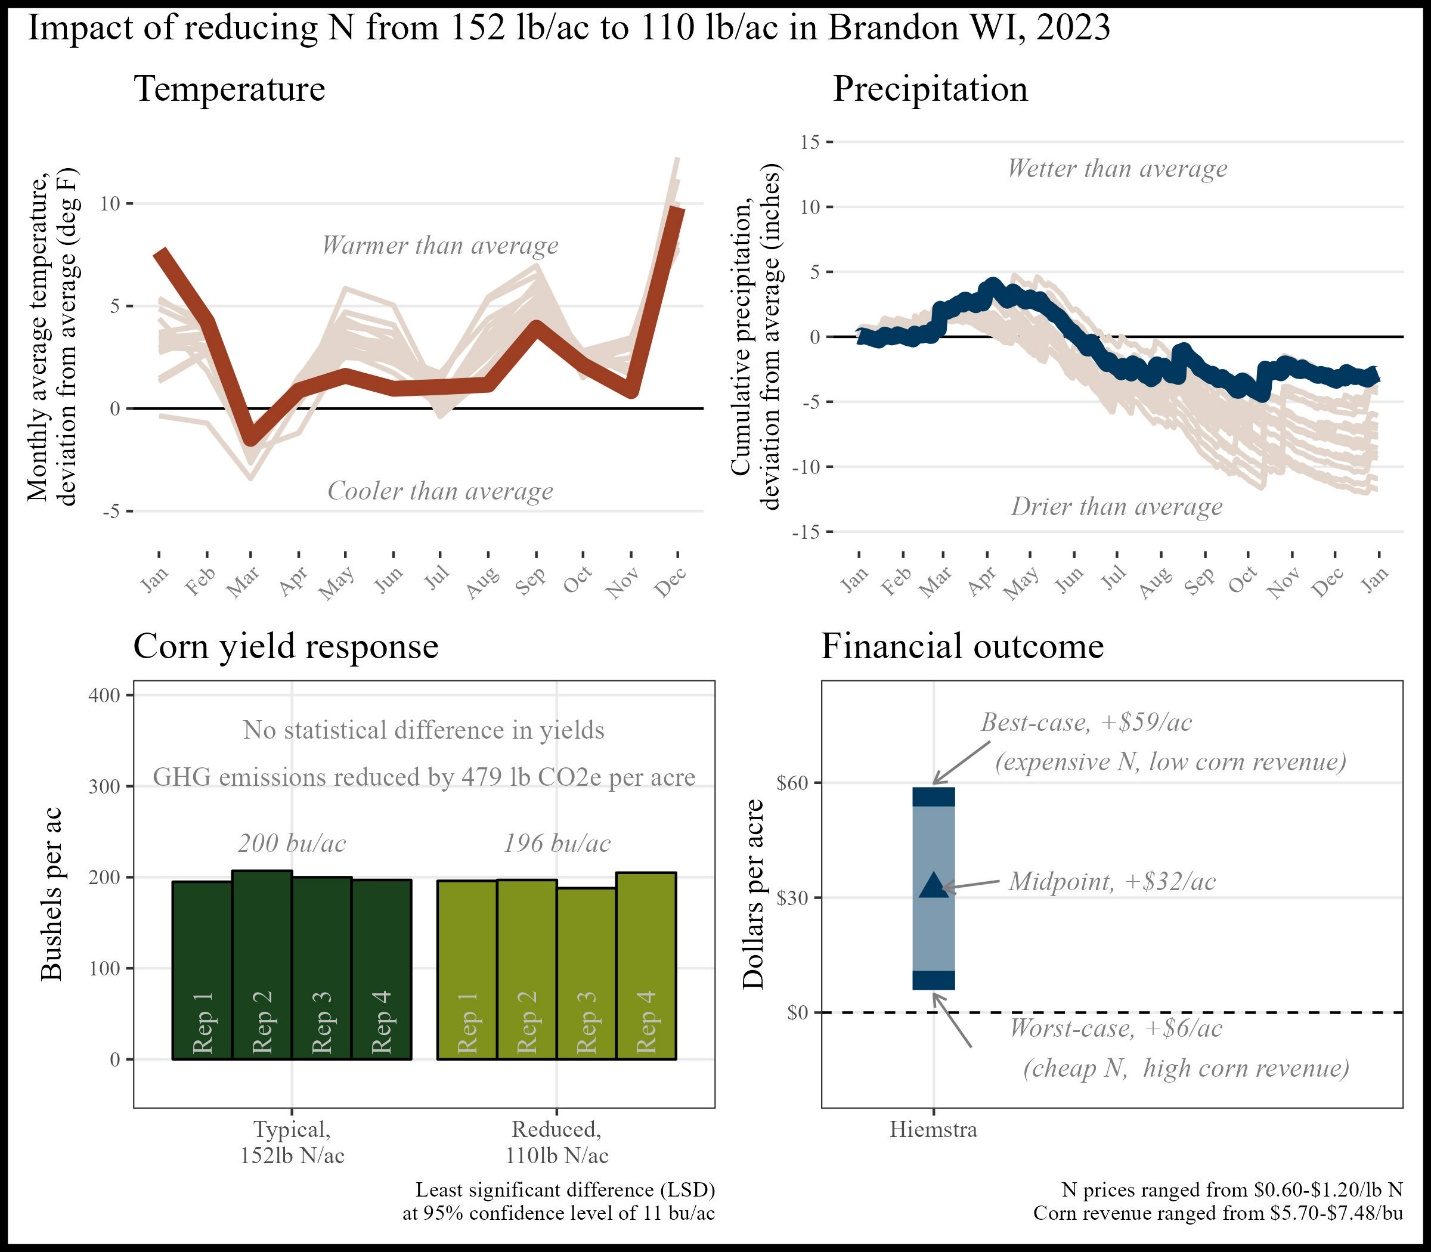 Impact of reducing N from 152 lb/ac to 110 lb/ac in Brandon WI, 2023
Temperature
Monthly average temperature,
deviation from average (deg F)
10
5
0
-5
Warmer than average
Cooler than average
Jan
Feb
Mar
Apr
May
Jun
Jul
Aug
Sep
Oct
Nov
Dec
Precipitation
Cumulative precipitation,
deviation from average (inches)
15
10
5
0
-5
-10
-15
Wetter than average
Drier than average
Jan
Feb
Mar
Apr
May
Jun
Jul
Aug
Sep
Oct
Nov
Dec
Jan
Corn yield response
Bushels per ac
400
300
200
100
0
No statistical difference in yields
GHG emissions reduced by 479 lb CO2e per acre
200 bu/ac
196 bu/ac
Rep 1
Rep 2
Rep 3
Rep 4
Rep 1
Rep 2
Rep 3
Rep 4
Typical,
152lb N/ac
Reduced,
110lb N/ac
Least significant difference (LSD)
at 95% confidence level of 11 bu/ac
Financial outcome
Dollars per acre
$60
$30
$0
Best-case, +$59/ac
(expensive N, low corn revenue)
Midpoint, +$32/ac
Worst-case, +$6/ac
(cheap N,  high corn revenue)
Hiemstra
N prices ranged from $0.60-$1.20/lb N
Corn revenue ranged from $5.70-$7.48/bu